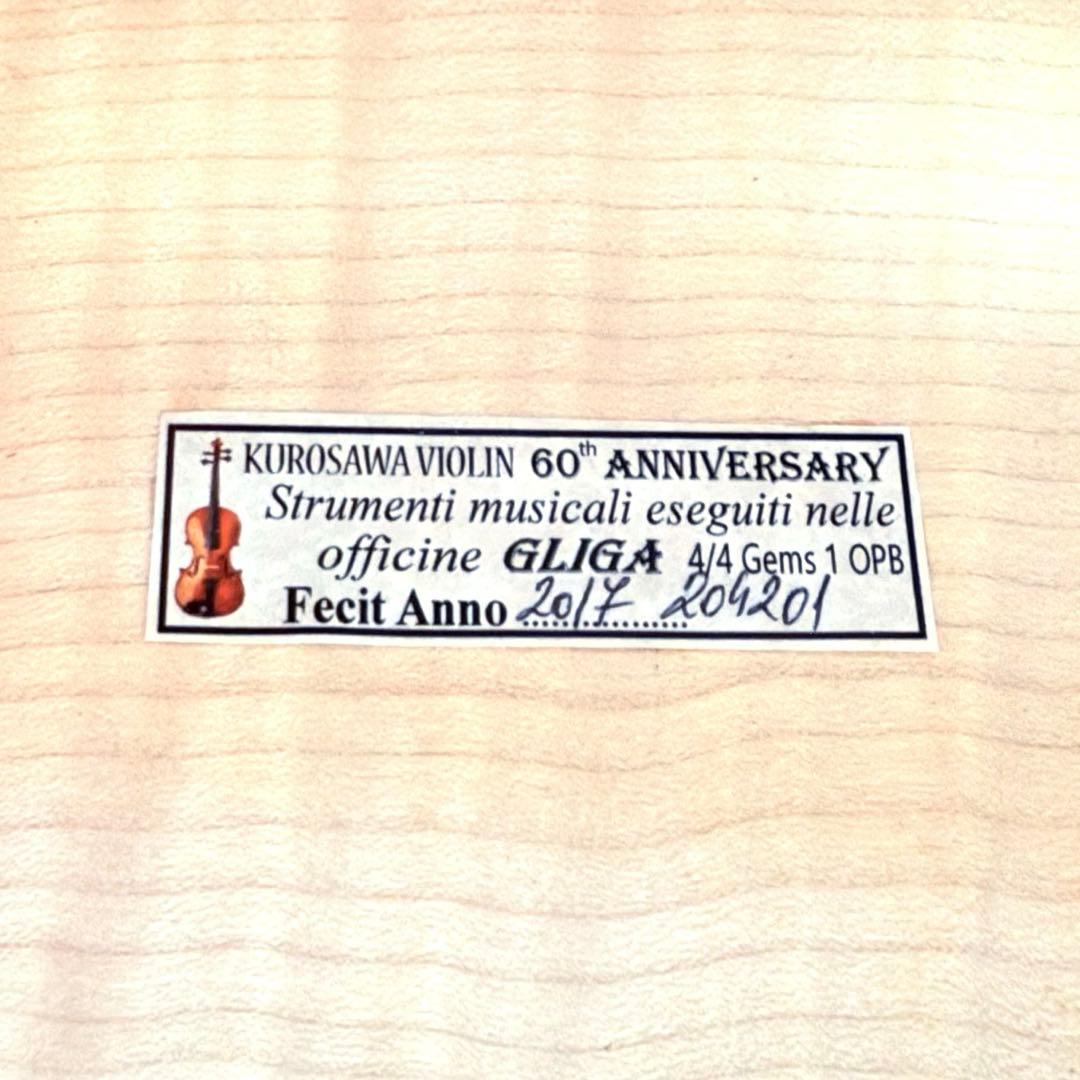 KUROSAWA VIOLIN 60th ANNIVERSARY
Strumenti musicali eseguiti nelle
officine GLIGA 4/4 Gems 1 OPB
Fecit Anno 2017 204201